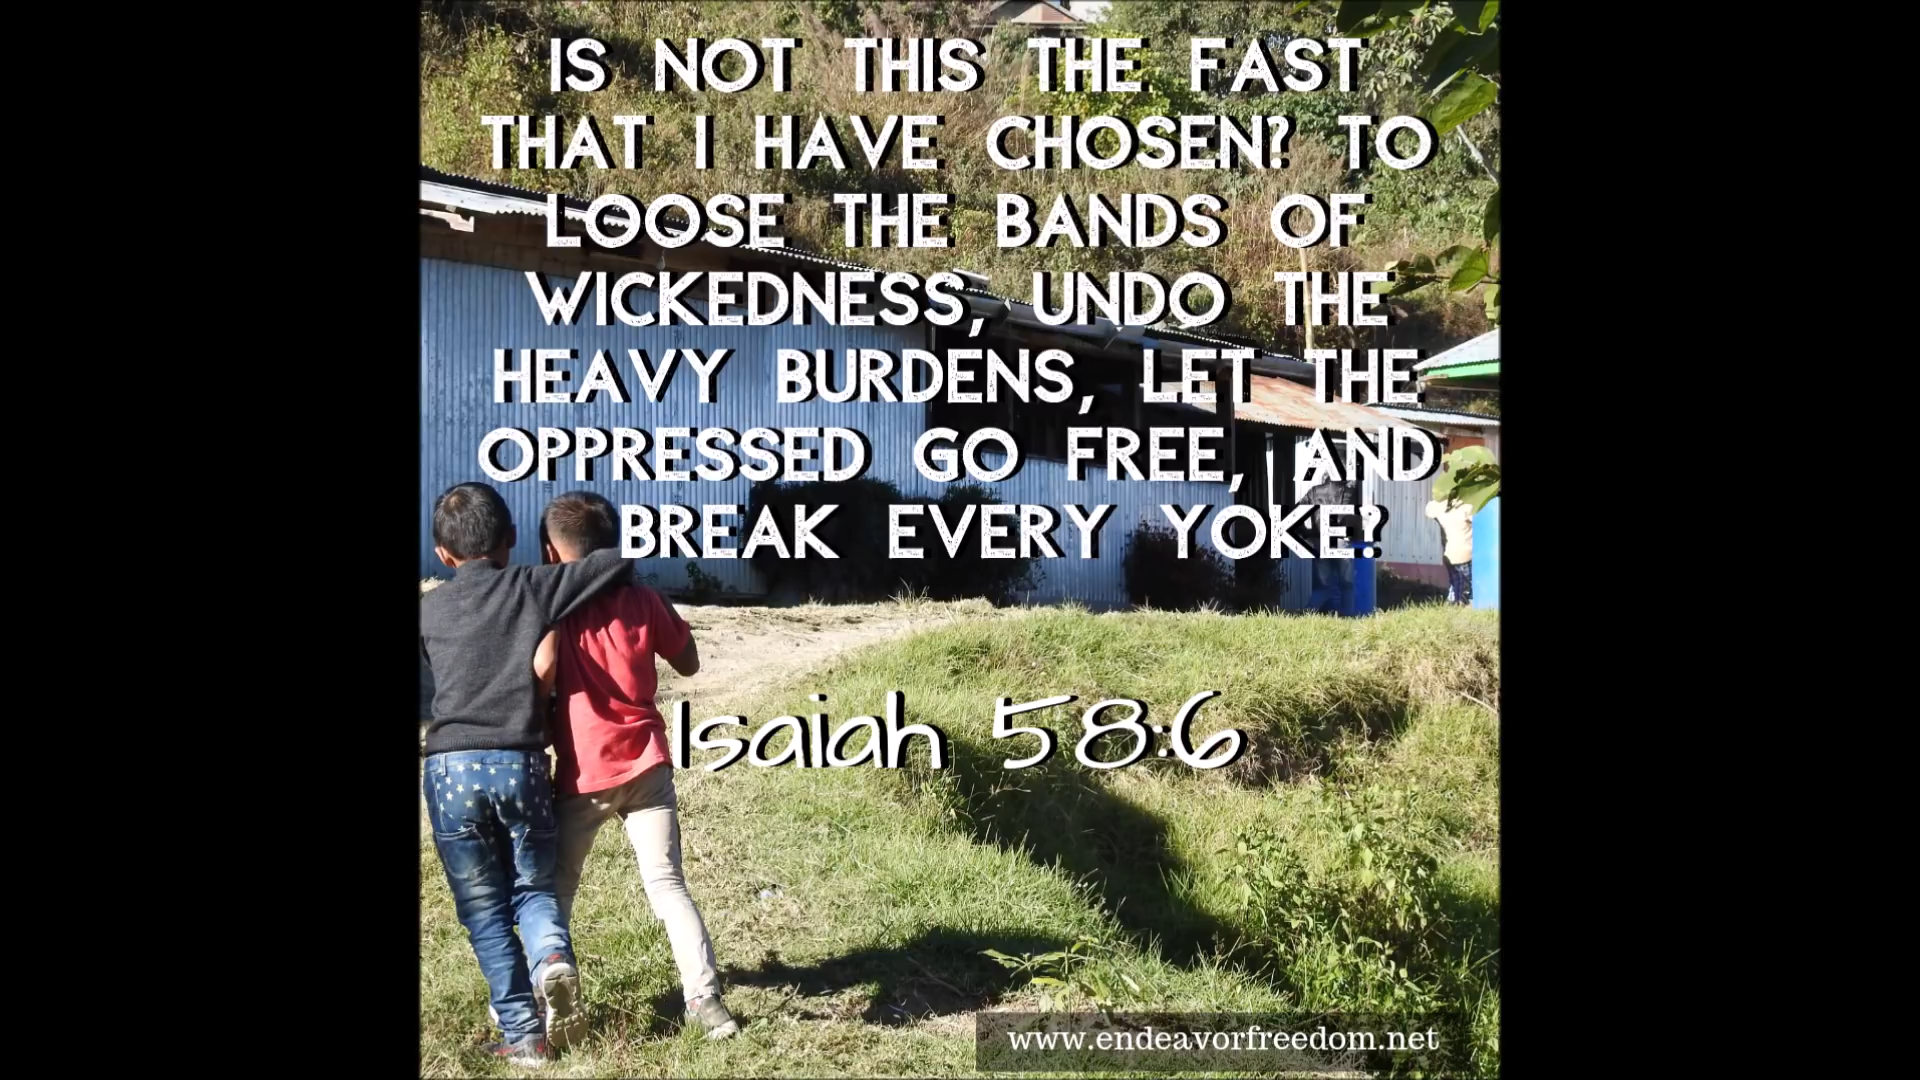 IS NOT THIS THE FAST
THAT I HAVE CHOSEN? TO
LOOSE THE BANDS OF
WICKEDNESS, UNDO THE
HEAVY BURDENS, LET THE
OPPRESSED GO FREE, AND
BREAK EVERY YOKE?
Isaiah 58:6
www.endeavorfreedom.net